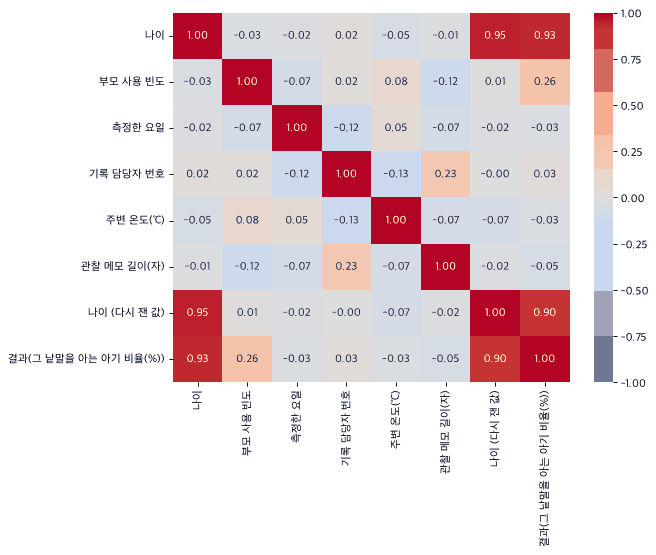 나이 1.00 -0.03 -0.02 0.02 -0.05 -0.01 0.95 0.93
부모 사용 빈도 -0.03 1.00 -0.07 0.02 0.08 -0.12 0.01 0.26
측정한 요일 -0.02 -0.07 1.00 -0.12 0.05 -0.07 -0.02 -0.03
기록 담당자 번호 0.02 0.02 -0.12 1.00 -0.13 0.23 -0.00 0.03
주변 온도(℃) -0.05 0.08 0.05 -0.13 1.00 -0.07 -0.07 -0.03
관찰 메모 길이(자) -0.01 -0.12 -0.07 0.23 -0.07 1.00 -0.02 -0.05
나이 (다시 잰 값) 0.95 0.01 -0.02 -0.00 -0.07 -0.02 1.00 0.90
결과(그 낱말을 아는 아기 비율(%)) 0.93 0.26 -0.03 0.03 -0.03 -0.05 0.90 1.00
나이
부모 사용 빈도
측정한 요일
기록 담당자 번호
주변 온도(℃)
관찰 메모 길이(자)
나이 (다시 잰 값)
결과(그 낱말을 아는 아기 비율(%))
1.00
0.75
0.50
0.25
0.00
-0.25
-0.50
-0.75
-1.00